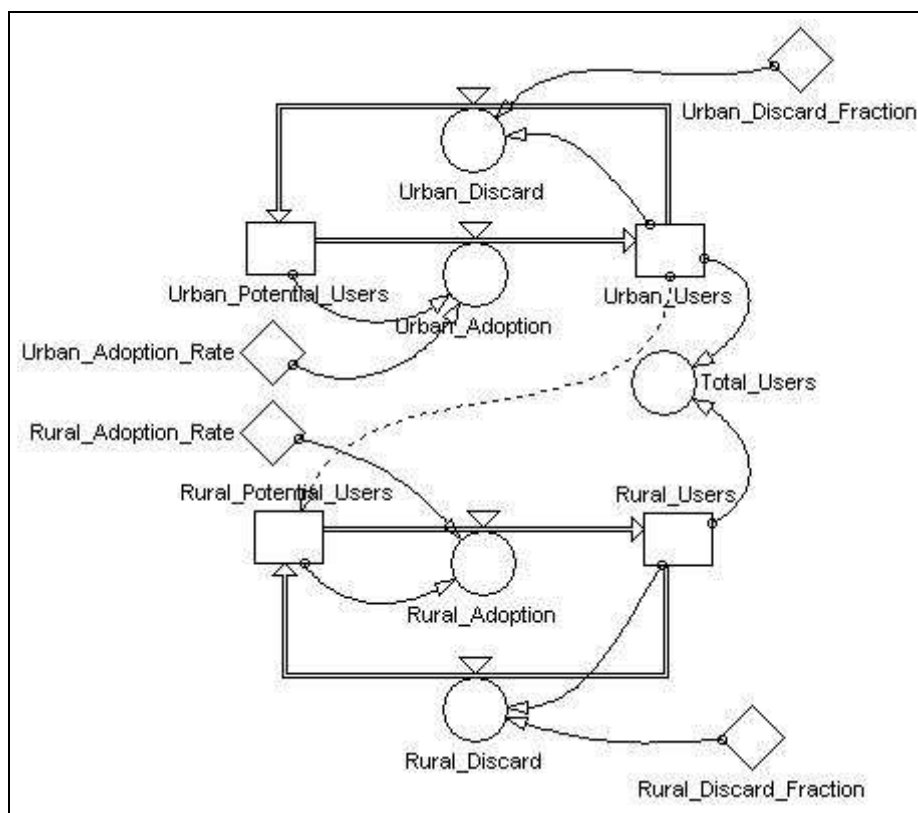 Urban_Discard_Fraction
Urban_Discard
Urban_Potential_Users
Urban_Users
Urban_Adoption
Urban_Adoption_Rate
Total_Users
Rural_Adoption_Rate
Rural_Potential_Users
Rural_Users
Rural_Adoption
Rural_Discard
Rural_Discard_Fraction